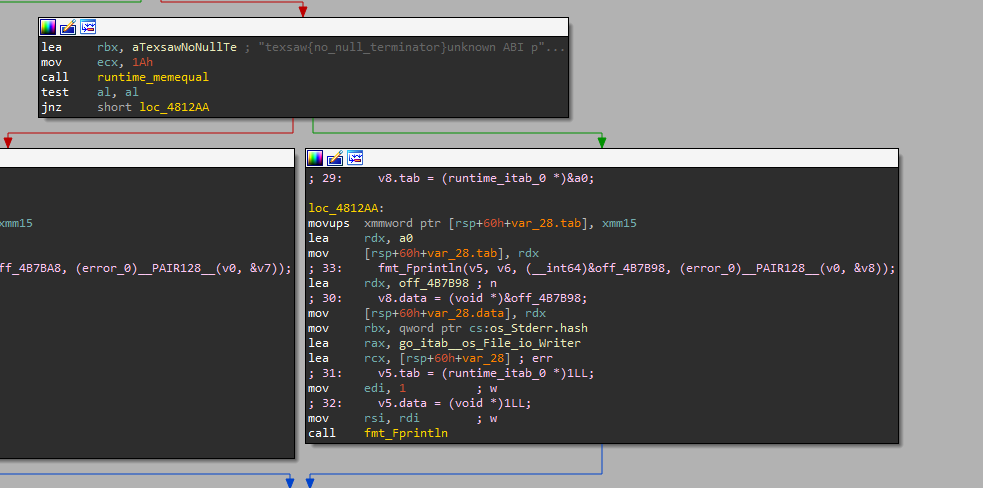 lea     rbx, aTexsawNoNullTe ; "texsaw{no_null_terminator}unknown ABI p"...
mov     ecx, 1Ah
call    runtime_memequal
test    al, al
jnz     short loc_4812AA
xmm15
ff_4B7BA8, (error_0)__PAIR128__(v0, &v7));
; 29:     v8.tab = (runtime_itab_0 *)&a0;
loc_4812AA:
movups  xmmword ptr [rsp+60h+var_28.tab], xmm15
lea     rdx, a0
mov     [rsp+60h+var_28.tab], rdx
; 33:     fmt_Fprintln(v5, v6, (__int64)&off_4B7B98, (error_0)__PAIR128__(v0, &v8));
lea     rdx, off_4B7B98 ; n
; 30:     v8.data = (void *)&off_4B7B98;
mov     [rsp+60h+var_28.data], rdx
mov     rbx, qword ptr cs:os_Stderr.hash
lea     rax, go_itab__os_File_io_Writer
lea     rcx, [rsp+60h+var_28] ; err
; 31:     v5.tab = (runtime_itab_0 *)1LL;
mov     edi, 1          ; w
; 32:     v5.data = (void *)1LL;
mov     rsi, rdi        ; w
call    fmt_Fprintln